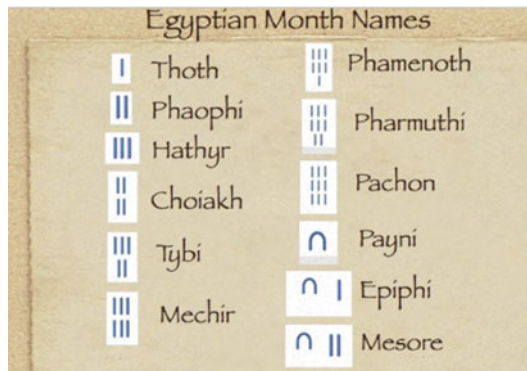 Egyptian Month Names
Thoth
Phaophi
Hathyr
Choiakh
Tybi
Mechir
Phamenoth
Pharmuthi
Pachon
Payni
Epiphi
Mesore